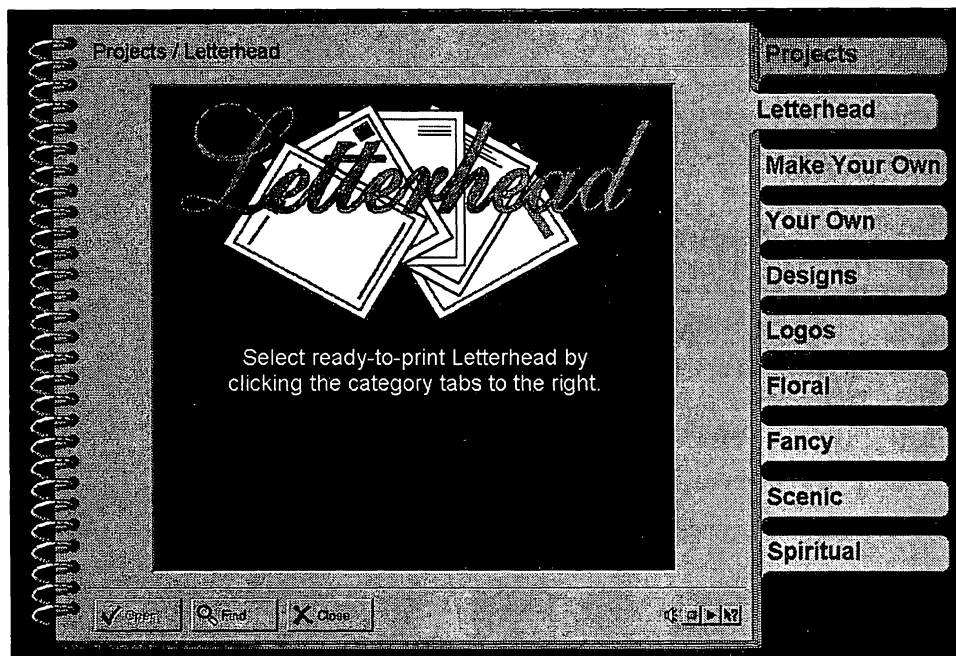 Projects / Letterhead
Letterhead
Select ready-to-print Letterhead by
clicking the category tabs to the right.
Open
Find
Close
Projects
Letterhead
Make Your Own
Your Own
Designs
Logos
Floral
Fancy
Scenic
Spiritual